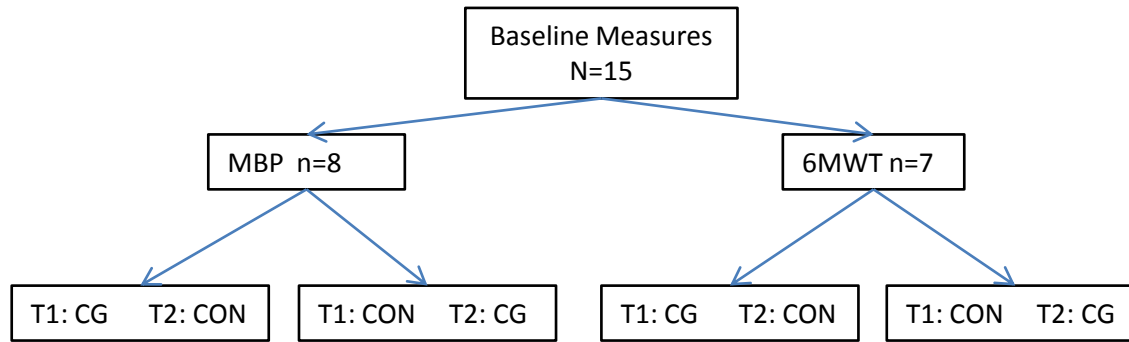 Baseline Measures
N=15
MBP n=8
6MWT n=7
T1: CG T2: CON
T1: CON T2: CG
T1: CG T2: CON
T1: CON T2: CG